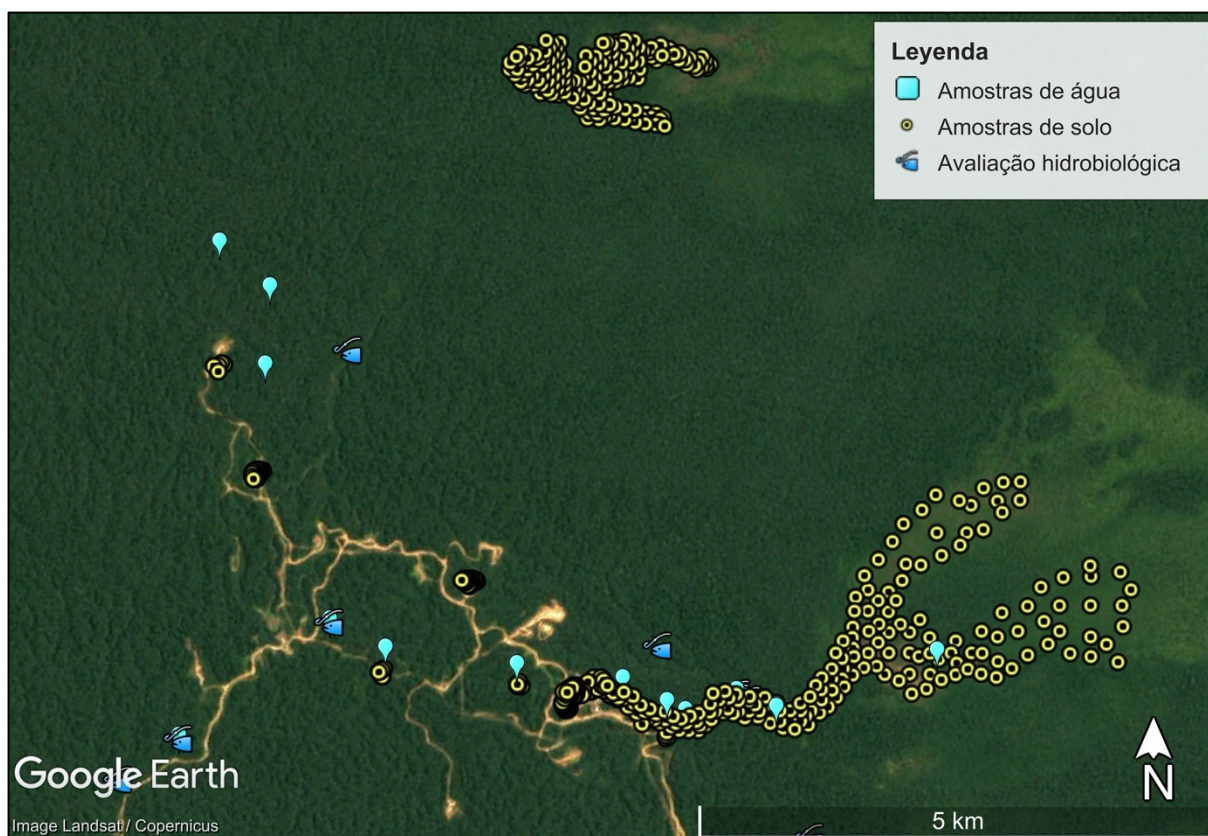 Leyenda
Amostras de água
Amostras de solo
Avaliação hidrobiológica
Google Earth
N
Image Landsat / Copernicus
5 km